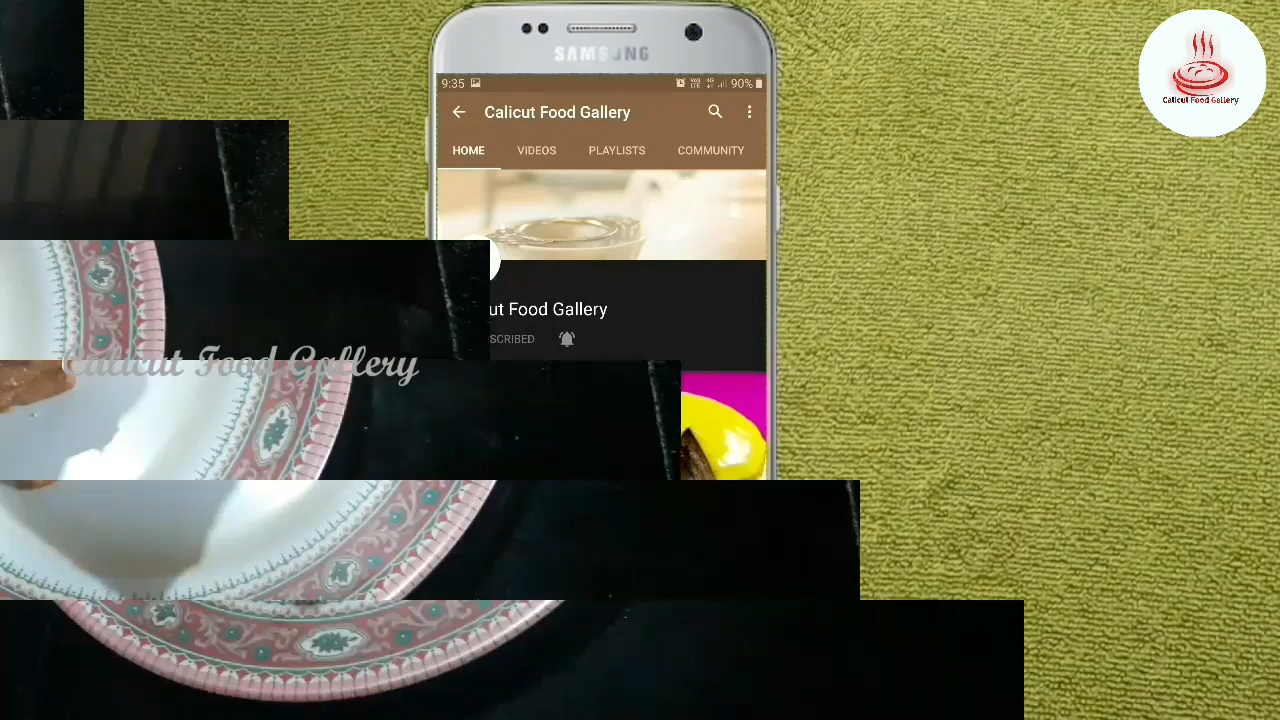 SAMSUNG
9:35
90%
Calicut Food Gallery
HOME VIDEOS PLAYLISTS COMMUNITY
ut Food Gallery
SCRIBED
Calicut Food Gallery
Calicut Food Gallery